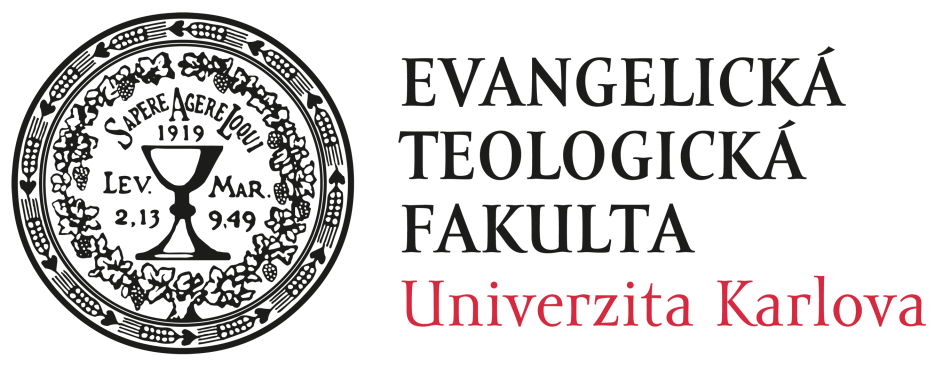 SAPERE AGERE LOQUI
1919
LEV. MAR.
2,13 9,49
EVANGELICKÁ
TEOLOGICKÁ
FAKULTA
Univerzita Karlova